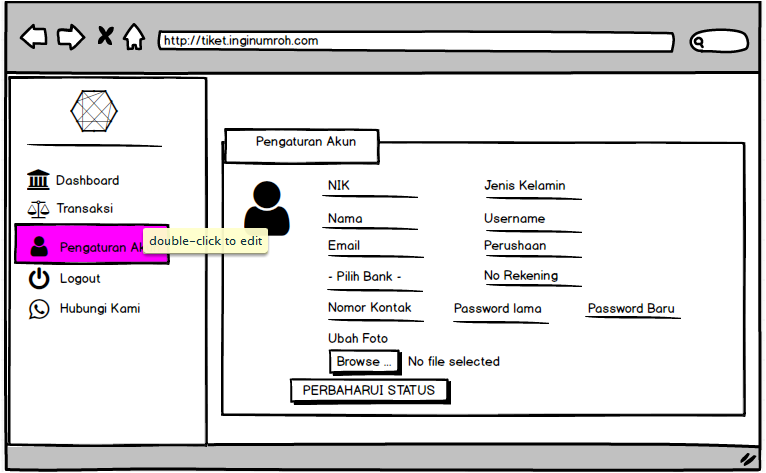 http://tiket.inginumroh.com
Dashboard
Transaksi
Pengaturan
double-click to edit
Logout
Hubungi Kami
Pengaturan Akun
NIK
Jenis Kelamin
Nama
Username
Email
Perushaan
- Pilih Bank -
No Rekening
Nomor Kontak
Password lama
Password Baru
Ubah Foto
Browse ...
No file selected
PERBAHARUI STATUS